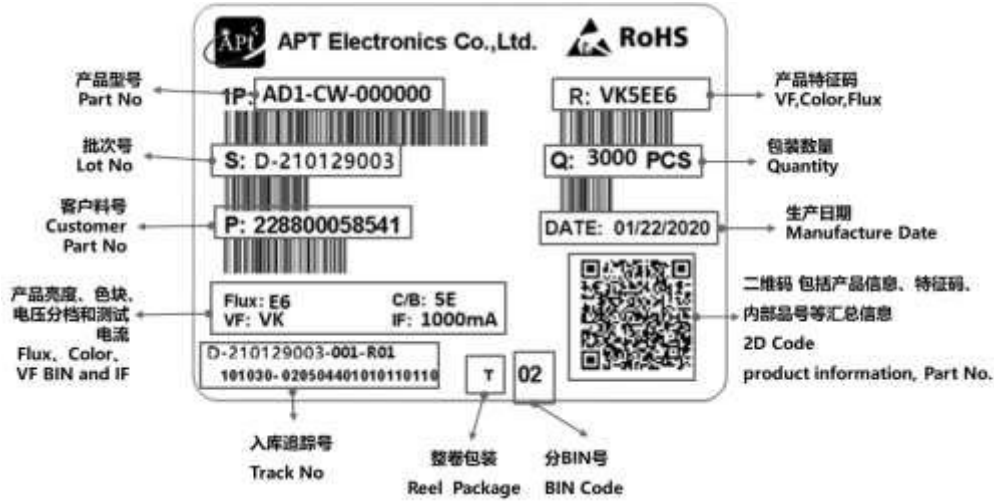 APT APT Electronics Co.,Ltd. RoHS
产品型号
Part No
1P: AD1-CW-000000
R: VK5EE6
产品特征码
VF,Color,Flux
批次号
Lot No
S: D-210129003
Q: 3000 PCS
包装数量
Quantity
客户料号
Customer
Part No
P: 228800058541
DATE: 01/22/2020
生产日期
Manufacture Date
产品亮度、色块、
电压分档和测试
电流
Flux、Color、
VF BIN and IF
Flux: E6 C/B: 5E
VF: VK IF: 1000mA
二维码 包括产品信息、特征码、
内部品号等汇总信息
2D Code
product information, Part No.
D-210129003-001-R01
101030-020504401010110110
T
02
入库追踪号
Track No
整卷包装
Reel Package
分BIN号
BIN Code